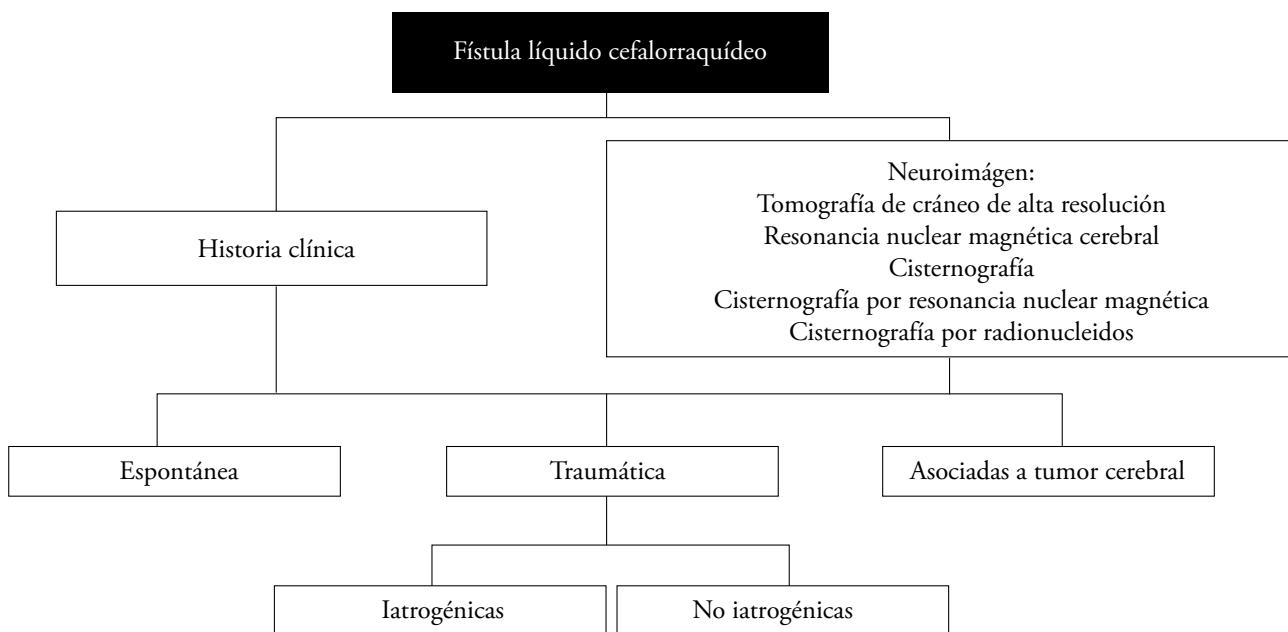 Fístula líquido cefalorraquídeo
Historia clínica
Neuroimágen:
Tomografía de cráneo de alta resolución
Resonancia nuclear magnética cerebral
Cisternografía
Cisternografía por resonancia nuclear magnética
Cisternografía por radionucleidos
Espontánea
Traumática
Asociadas a tumor cerebral
Iatrogénicas
No iatrogénicas